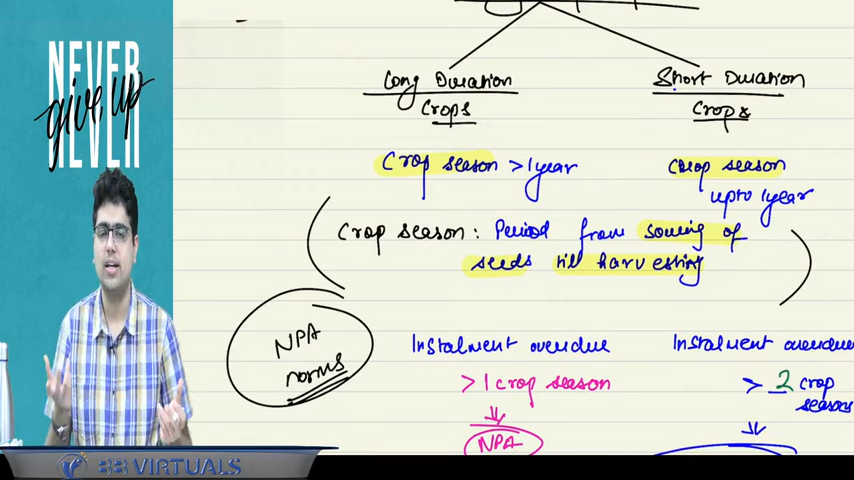 NEVER
give up
NEVER
Long Duration
Crops
Short Duration
Crops
Crop season > 1year
Crop season
upto 1year
Crop season: Period from sowing of
seeds till harvesting
NPA
norms
Instalment overdue
> 1 crop season
NPA
Instalment overdue
> 2 crop
seasons
BB VIRTUALS